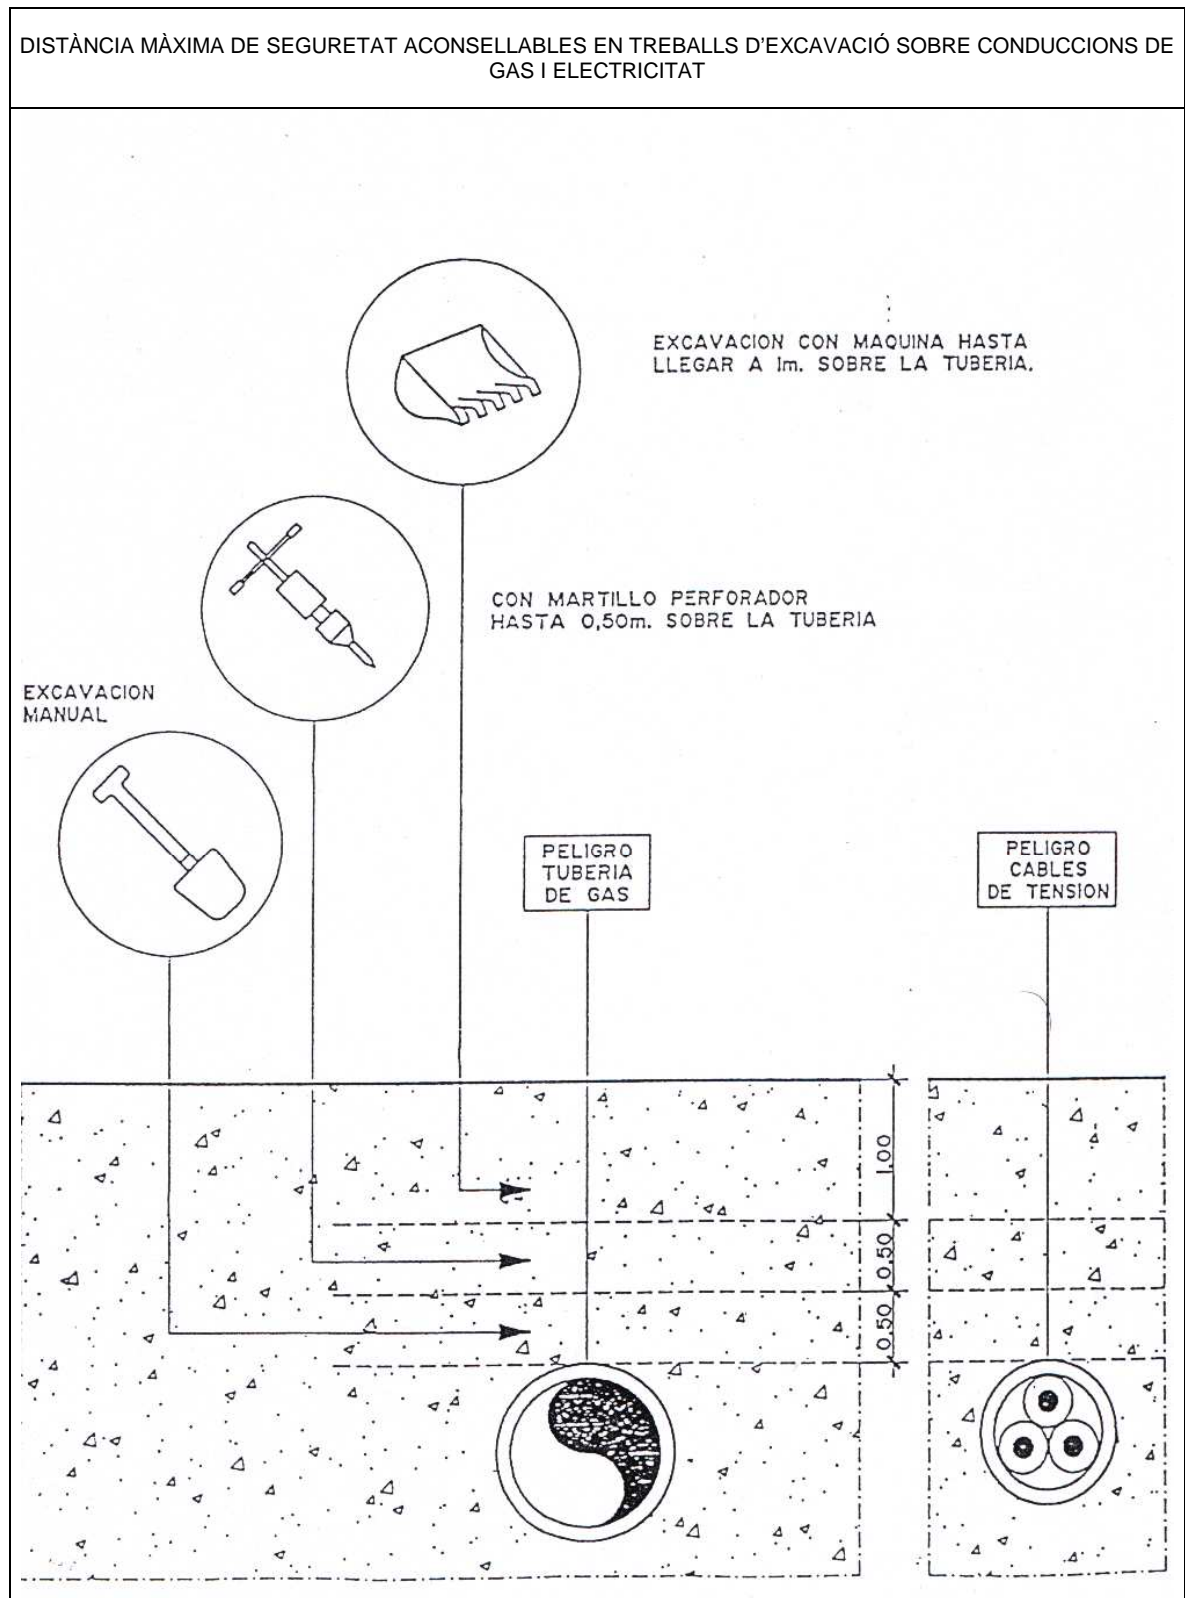 DISTÀNCIA MÀXIMA DE SEGURETAT ACONSELLABLES EN TREBALLS D'EXCAVACIÓ SOBRE CONDUCCIONS DE
GAS I ELECTRICITAT
EXCAVACION CON MAQUINA HASTA
LLEGAR A 1m. SOBRE LA TUBERIA.
CON MARTILLO PERFORADOR
HASTA 0,50m. SOBRE LA TUBERIA
EXCAVACION
MANUAL
PELIGRO
TUBERIA
DE GAS
PELIGRO
CABLES
DE TENSION
1.00
0.50
0.50